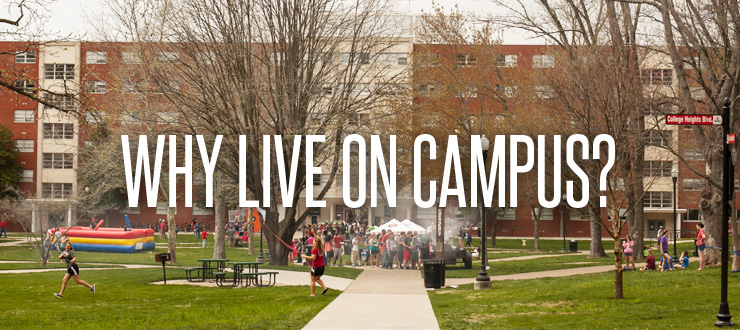 WHY LIVE ON CAMPUS?
College Heights Blvd.